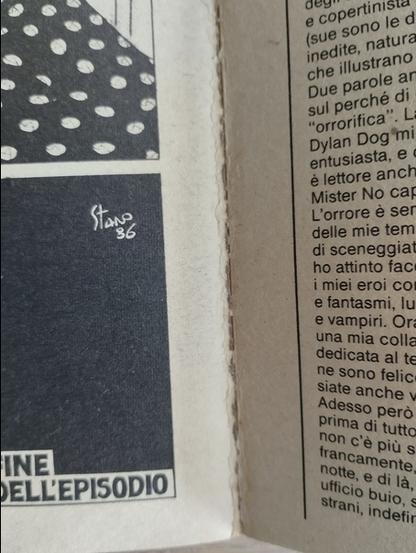 Stano
86
FINE
DELL'EPISODIO
e copertinista
(sue sono le d
inedite, natura
che illustrano
Due parole an
sul perché di
"orrorifica". La
Dylan Dog mi
entusiasta, e c
è lettore anch
Mister No cap
L'orrore è ser
delle mie tem
di sceneggiat
ho attinto fac
i miei eroi co
e fantasmi, lu
e vampiri. Ora
una mia colla
dedicata al te
ne sono felic
siate anche v
Adesso però
prima di tutto
non c'è più s
francamente,
notte, e di là,
ufficio buio, s
strani, indefin